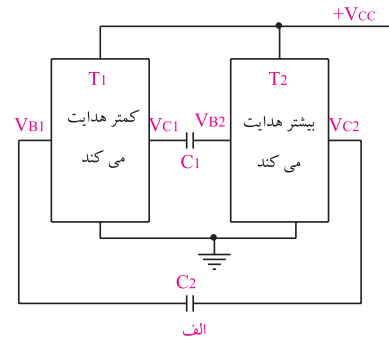 +VCC
T1
T2
کمتر هدایت
می کند
بیشتر هدایت
می کند
VB1
VC1
VB2
VC2
C1
C2
الف